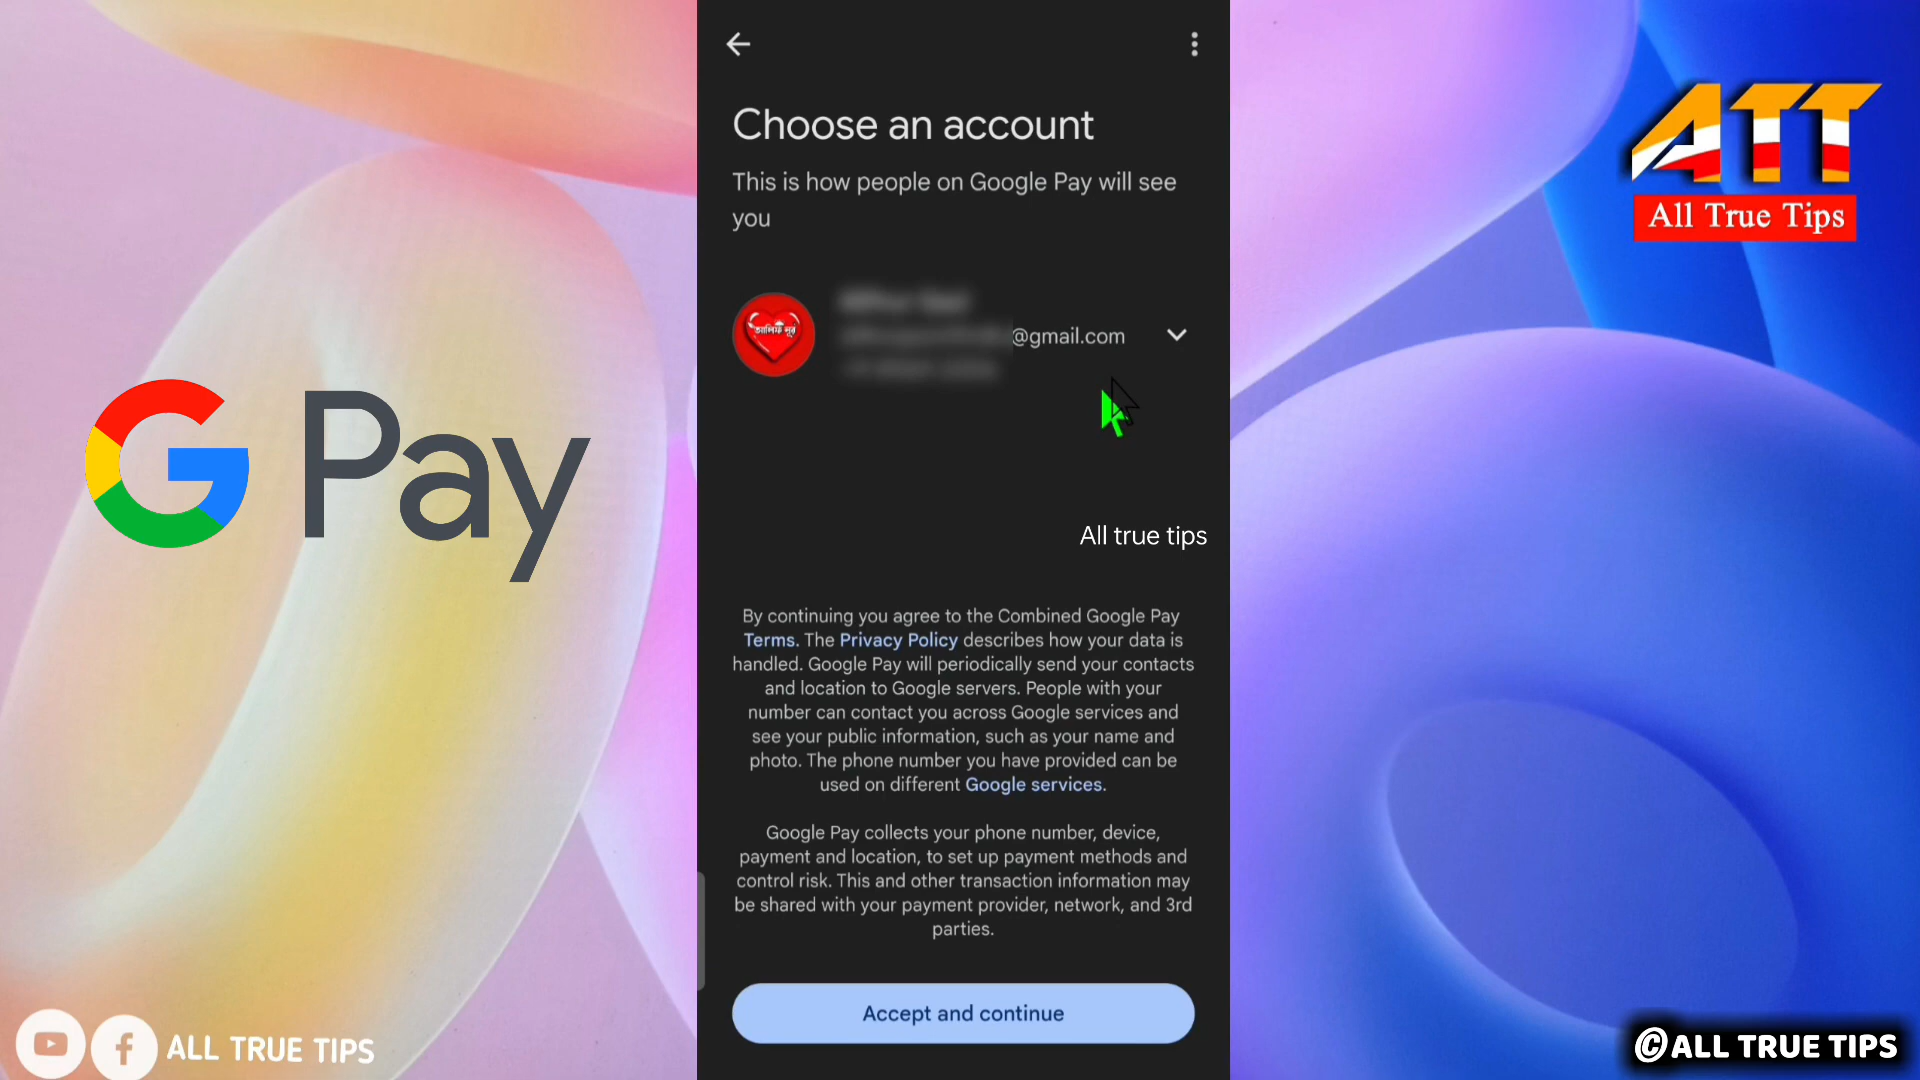 Choose an account
This is how people on Google Pay will see
you
আলিফ নূর
@gmail.com
All true tips
By continuing you agree to the Combined Google Pay
Terms. The Privacy Policy describes how your data is
handled. Google Pay will periodically send your contacts
and location to Google servers. People with your
number can contact you across Google services and
see your public information, such as your name and
photo. The phone number you have provided can be
used on different Google services.
Google Pay collects your phone number, device,
payment and location, to set up payment methods and
control risk. This and other transaction information may
be shared with your payment provider, network, and 3rd
parties.
Accept and continue
G Pay
ATT
All True Tips
ALL TRUE TIPS
©ALL TRUE TIPS